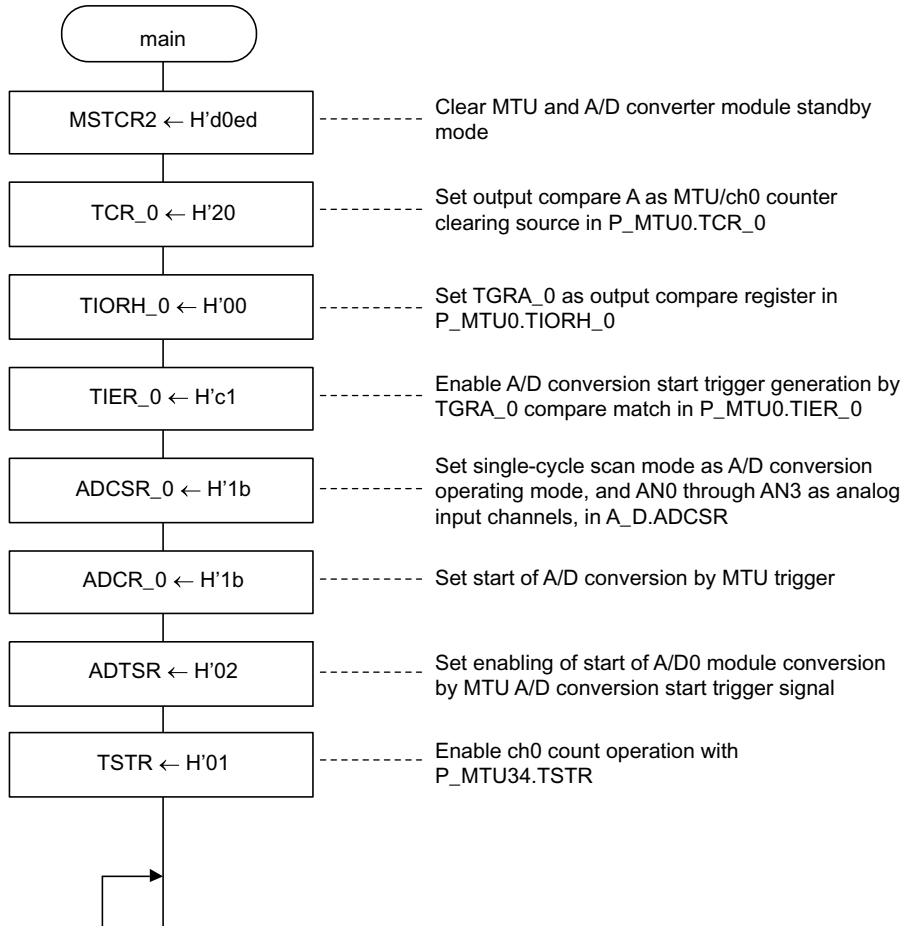 main
MSTCR2 ← H'd0ed
Clear MTU and A/D converter module standby
mode
TCR_0 ← H'20
Set output compare A as MTU/ch0 counter
clearing source in P_MTU0.TCR_0
TIORH_0 ← H'00
Set TGRA_0 as output compare register in
P_MTU0.TIORH_0
TIER_0 ← H'c1
Enable A/D conversion start trigger generation by
TGRA_0 compare match in P_MTU0.TIER_0
ADCSR_0 ← H'1b
Set single-cycle scan mode as A/D conversion
operating mode, and AN0 through AN3 as analog
input channels, in A_D.ADCSR
ADCR_0 ← H'1b
Set start of A/D conversion by MTU trigger
ADTSR ← H'02
Set enabling of start of A/D0 module conversion
by MTU A/D conversion start trigger signal
TSTR ← H'01
Enable ch0 count operation with
P_MTU34.TSTR